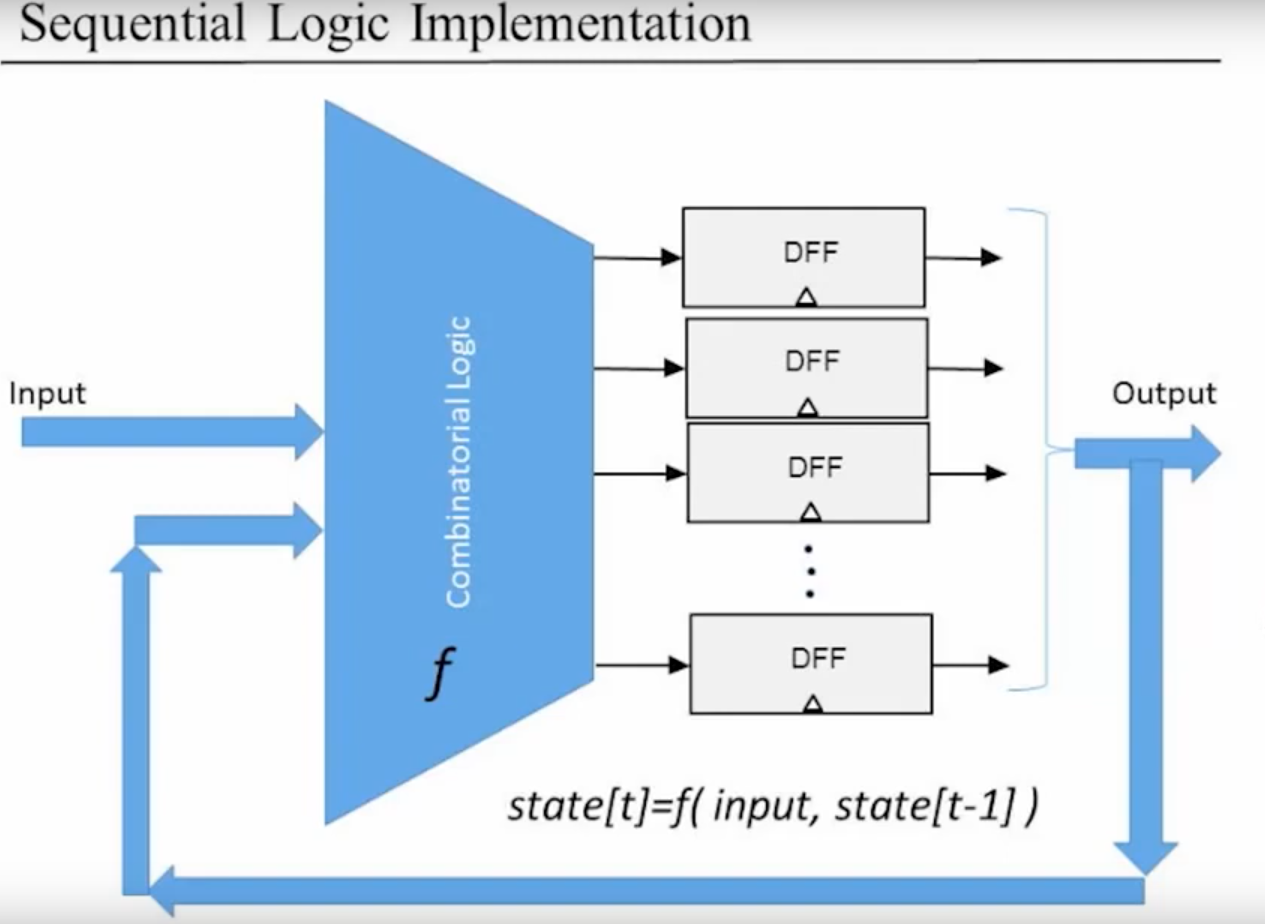 Sequential Logic Implementation
Input
Combinatorial Logic
f
DFF
DFF
DFF
DFF
Output
state[t]=f( input, state[t-1] )